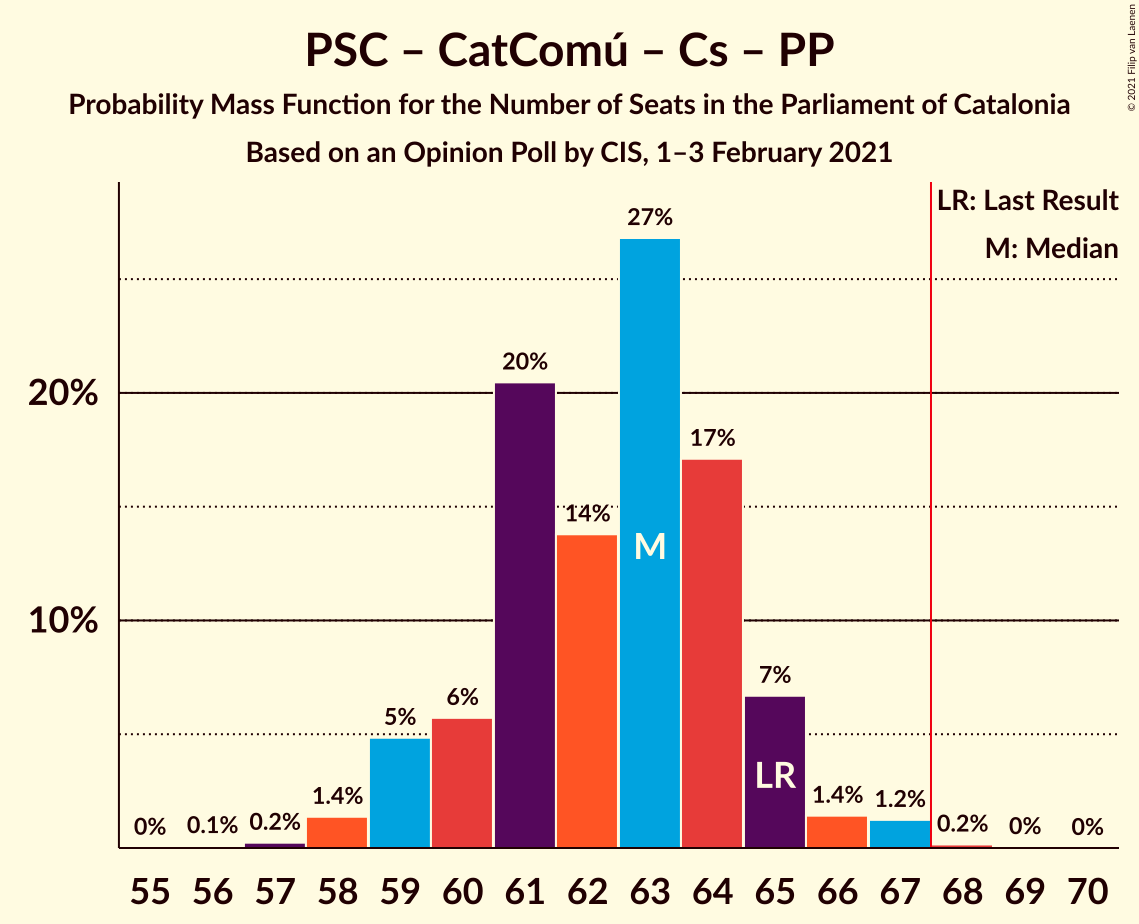 PSC – CatComú – Cs – PP
Probability Mass Function for the Number of Seats in the Parliament of Catalonia
Based on an Opinion Poll by CIS, 1–3 February 2021
© 2021 Filip van Laenen
LR: Last Result
M: Median
27%
20%
20%
17%
14%
M
10%
7%
6%
5%
LR
1.4%
1.4%
1.2%
0%
0.1%
0.2%
0.2%
0%
0%
55 56 57 58 59 60 61 62 63 64 65 66 67 68 69 70